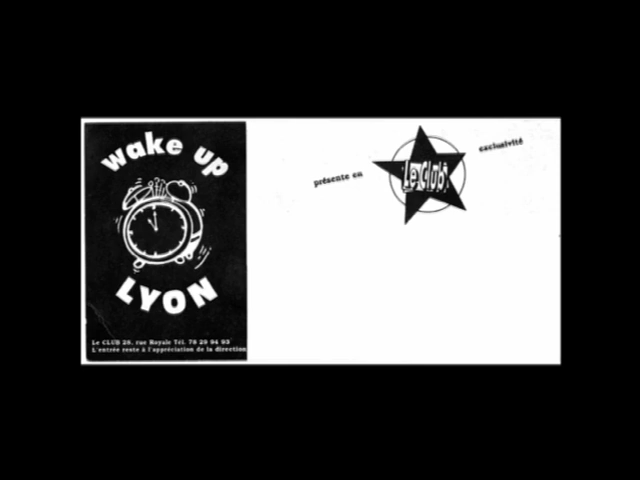 wake up
LYON
Le CLUB 28, rue Royale Tél. 78 29 94 93
L'entrée reste à l'appréciation de la direction
présente en
Le Club
exclusivité